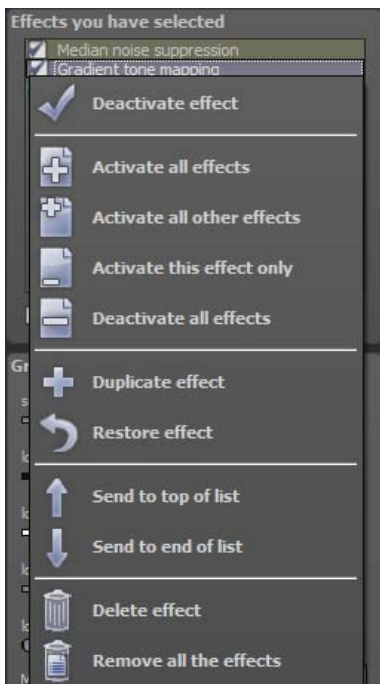 Effects you have selected
Median noise suppression
Gradient tone mapping
Deactivate effect
Activate all effects
Activate all other effects
Activate this effect only
Deactivate all effects
Duplicate effect
Restore effect
Send to top of list
Send to end of list
Delete effect
Remove all the effects